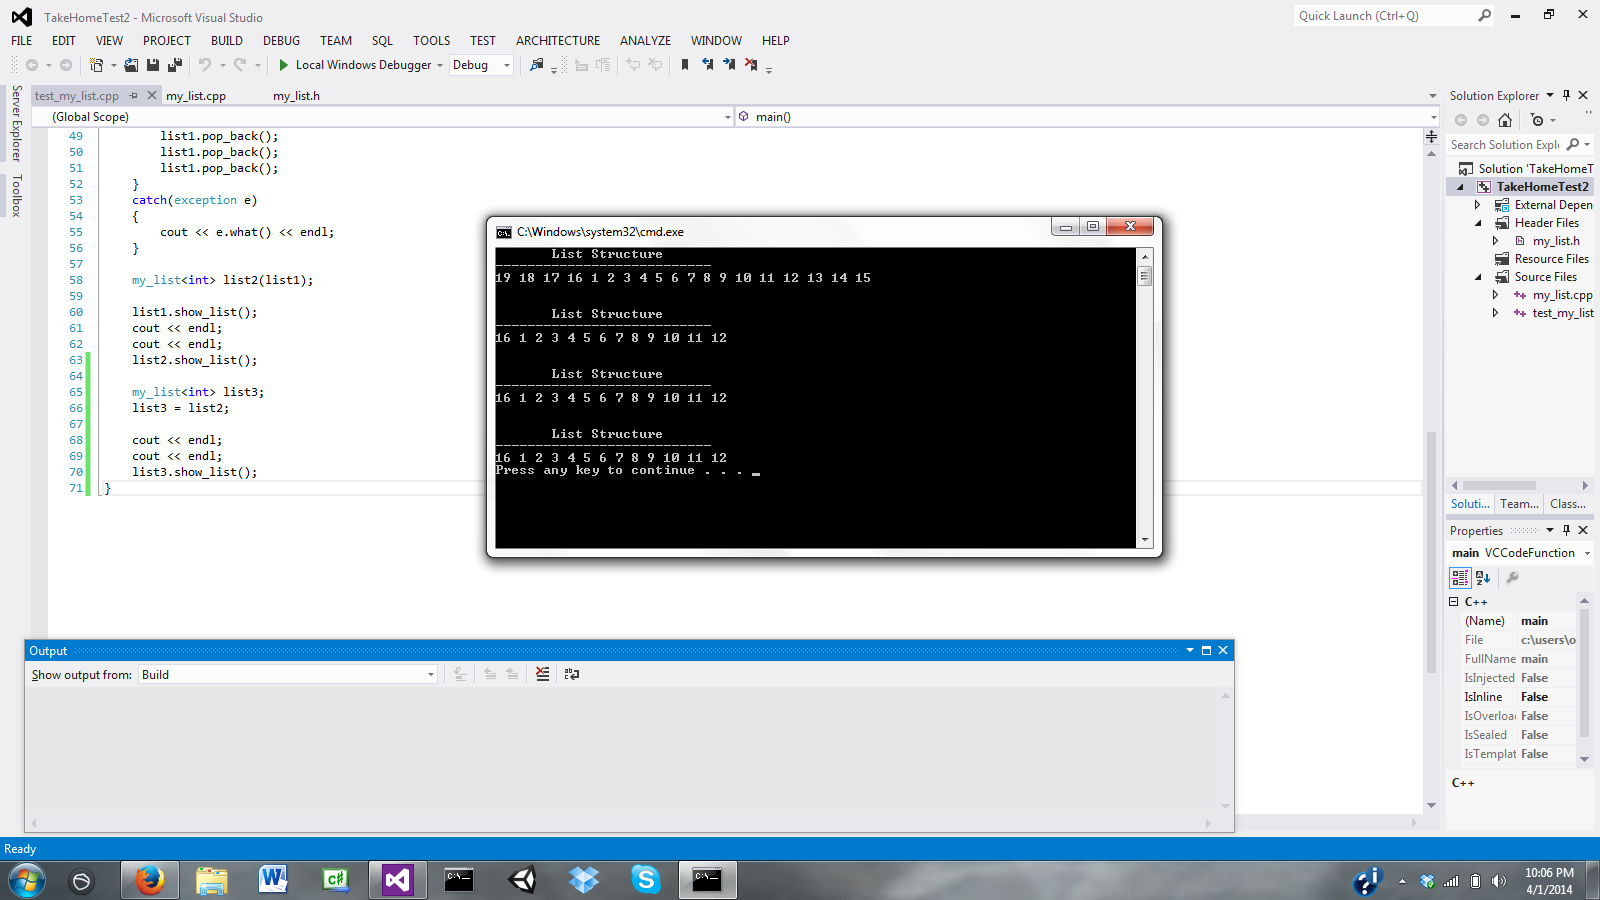 TakeHomeTest2 - Microsoft Visual Studio
Quick Launch (Ctrl+Q)
FILE EDIT VIEW PROJECT BUILD DEBUG TEAM SQL TOOLS TEST ARCHITECTURE ANALYZE WINDOW HELP
Local Windows Debugger Debug
Server Explorer
Toolbox
test_my_list.cpp my_list.cpp my_list.h
(Global Scope) main()
49 list1.pop_back();
50 list1.pop_back();
51 list1.pop_back();
52 }
53 catch(exception e)
54 {
55 cout << e.what() << endl;
56 }
57
58 my_list<int> list2(list1);
59
60 list1.show_list();
61 cout << endl;
62 cout << endl;
63 list2.show_list();
64
65 my_list<int> list3;
66 list3 = list2;
67
68 cout << endl;
69 cout << endl;
70 list3.show_list();
71 }
C:\Windows\system32\cmd.exe
List Structure
---------------------------
19 18 17 16 1 2 3 4 5 6 7 8 9 10 11 12 13 14 15
List Structure
---------------------------
16 1 2 3 4 5 6 7 8 9 10 11 12
List Structure
---------------------------
16 1 2 3 4 5 6 7 8 9 10 11 12
List Structure
---------------------------
16 1 2 3 4 5 6 7 8 9 10 11 12
Press any key to continue . . . _
Solution Explorer
Search Solution Expl
Solution 'TakeHomeT
TakeHomeTest2
External Depen
Header Files
my_list.h
Resource Files
Source Files
my_list.cpp
test_my_list
Soluti... Team... Class...
Properties
main VCCodeFunction
C++
(Name) main
File c:\users\o
FullName main
IsInjected False
IsInline False
IsOverloa False
IsSealed False
IsTemplat False
C++
Output
Show output from: Build
Ready
10:06 PM
4/1/2014